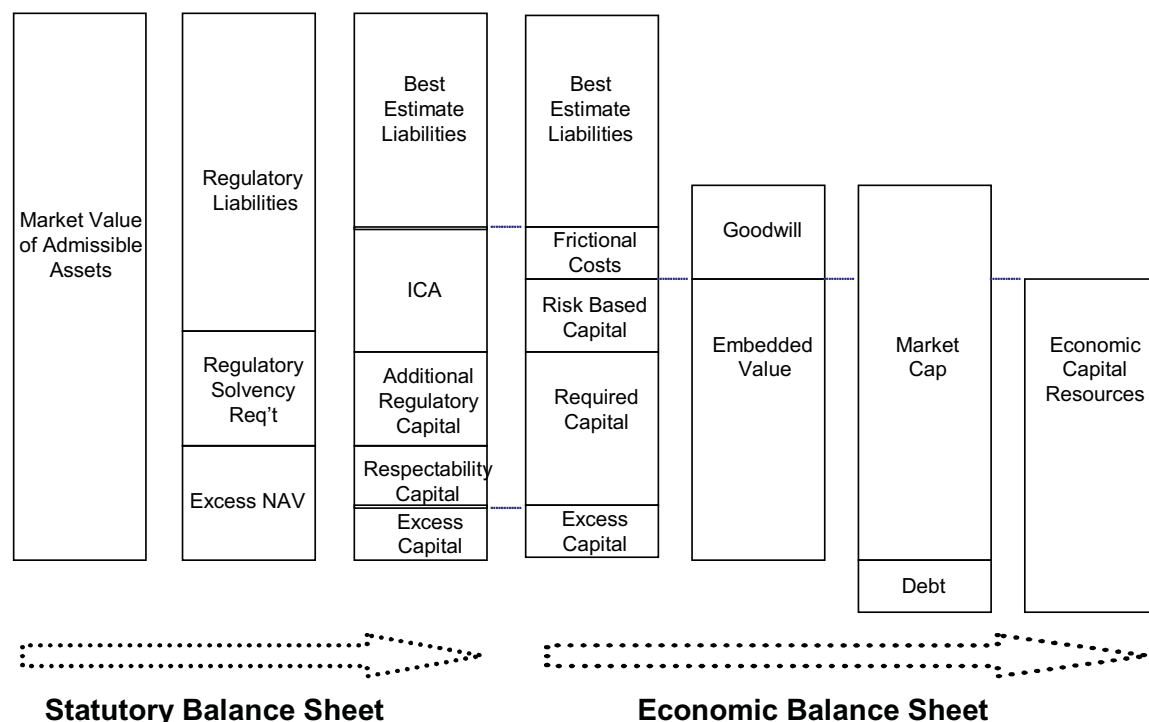 Market Value
of Admissible
Assets
Regulatory
Liabilities
Regulatory
Solvency
Req't
Excess NAV
Best
Estimate
Liabilities
ICA
Additional
Regulatory
Capital
Respectability
Capital
Excess
Capital
Best
Estimate
Liabilities
Frictional
Costs
Risk Based
Capital
Required
Capital
Excess
Capital
Goodwill
Embedded
Value
Market
Cap
Debt
Economic
Capital
Resources
Statutory Balance Sheet
Economic Balance Sheet